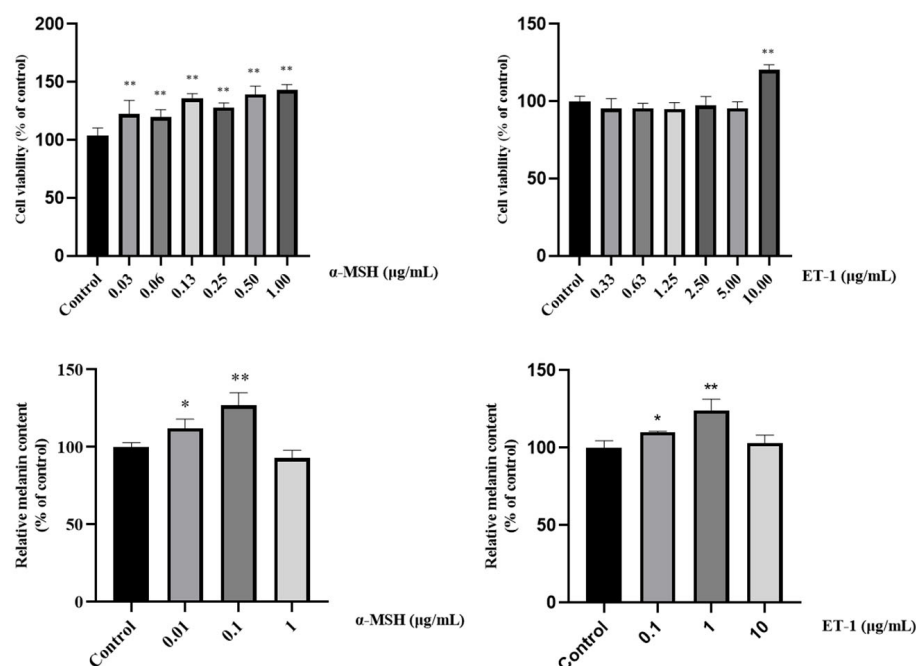 Cell viability (% of control)
200
150
100
50
0
** ** ** ** ** **
Control 0.03 0.06 0.13 0.25 0.50 1.00
α-MSH (μg/mL)
Cell viability (% of control)
150
100
50
0
**
Control 0.33 0.63 1.25 2.50 5.00 10.00
ET-1 (μg/mL)
Relative melanin content
(% of control)
150
100
50
0
* **
Control 0.01 0.1 1
α-MSH (μg/mL)
Relative melanin content
(% of control)
150
100
50
0
* **
Control 0.1 1 10
ET-1 (μg/mL)